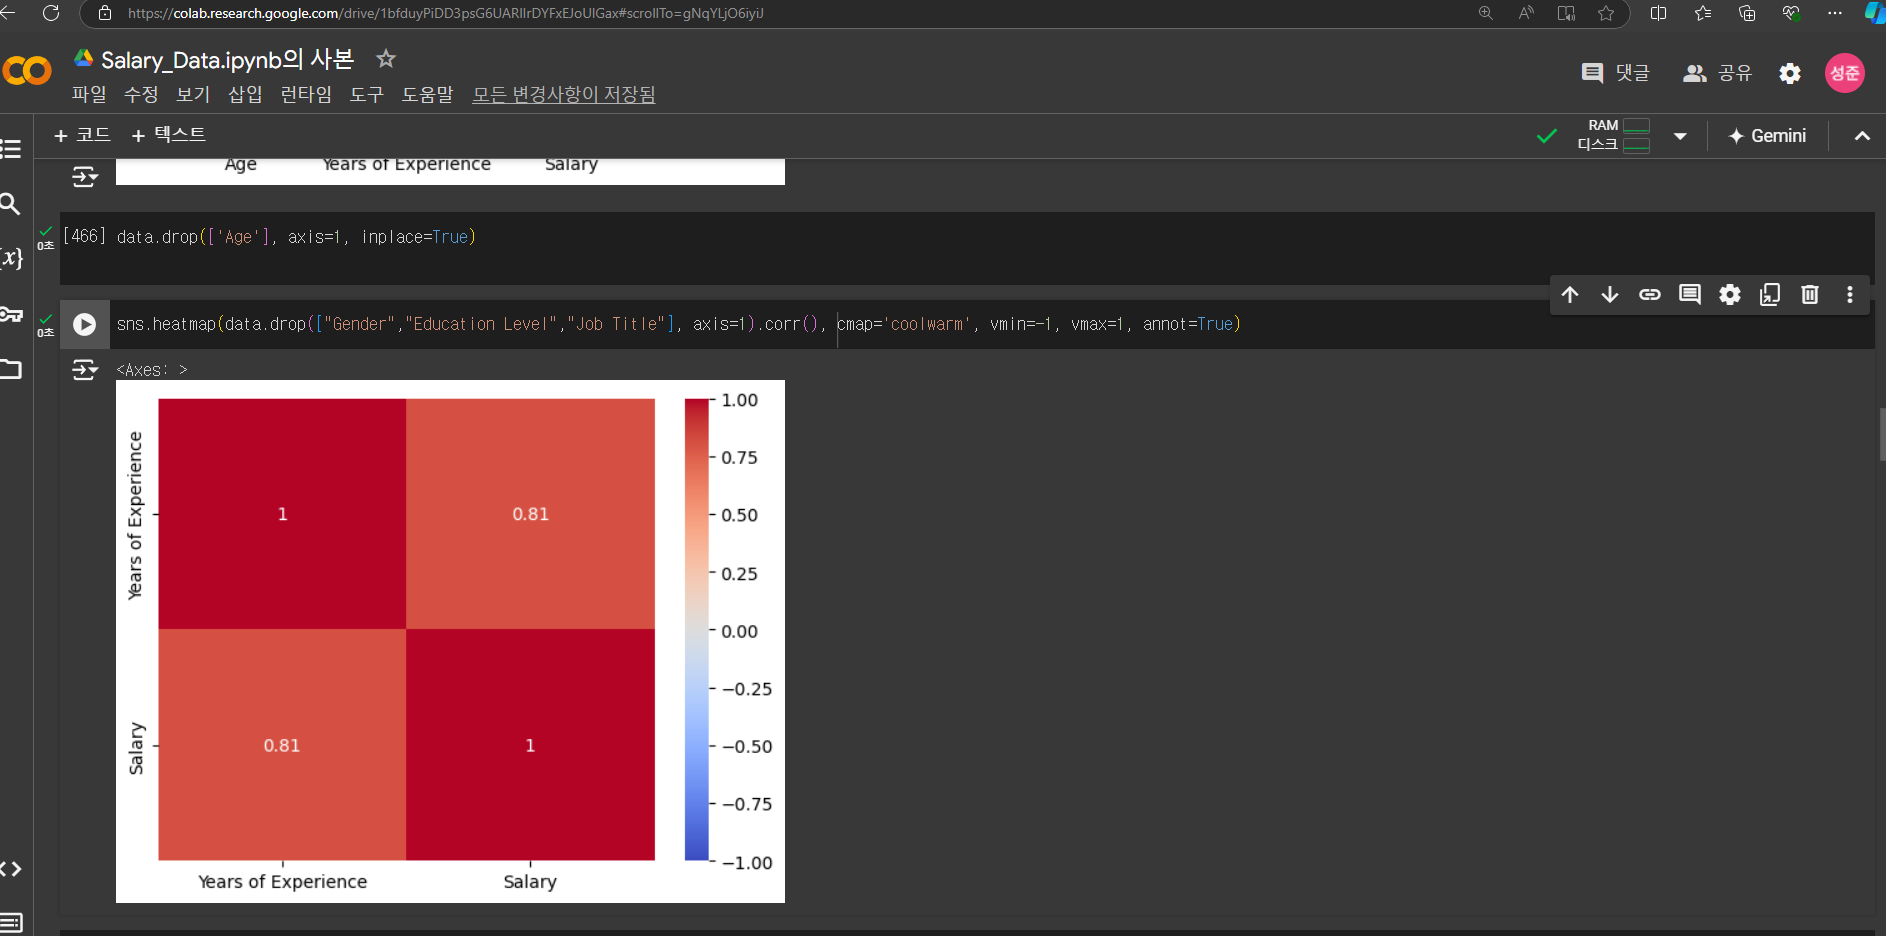 https://colab.research.google.com/drive/1bfduyPiDD3psG6UARIlrDYFxEJoUIGax#scrollTo=gNqYLjO6iyiJ
Salary_Data.ipynb의 사본
댓글 공유 성준
파일 수정 보기 삽입 런타임 도구 도움말 모든 변경사항이 저장됨
+ 코드 + 텍스트
RAM
디스크
Gemini
Age Years of Experience Salary
0초
[466] data.drop(['Age'], axis=1, inplace=True)
{x}
0초
sns.heatmap(data.drop(["Gender","Education Level","Job Title"], axis=1).corr(), cmap='coolwarm', vmin=-1, vmax=1, annot=True)
<Axes: >
1.00
0.75
0.50
0.25
0.00
−0.25
−0.50
−0.75
−1.00
Years of Experience
1 0.81
Salary
0.81 1
Years of Experience Salary